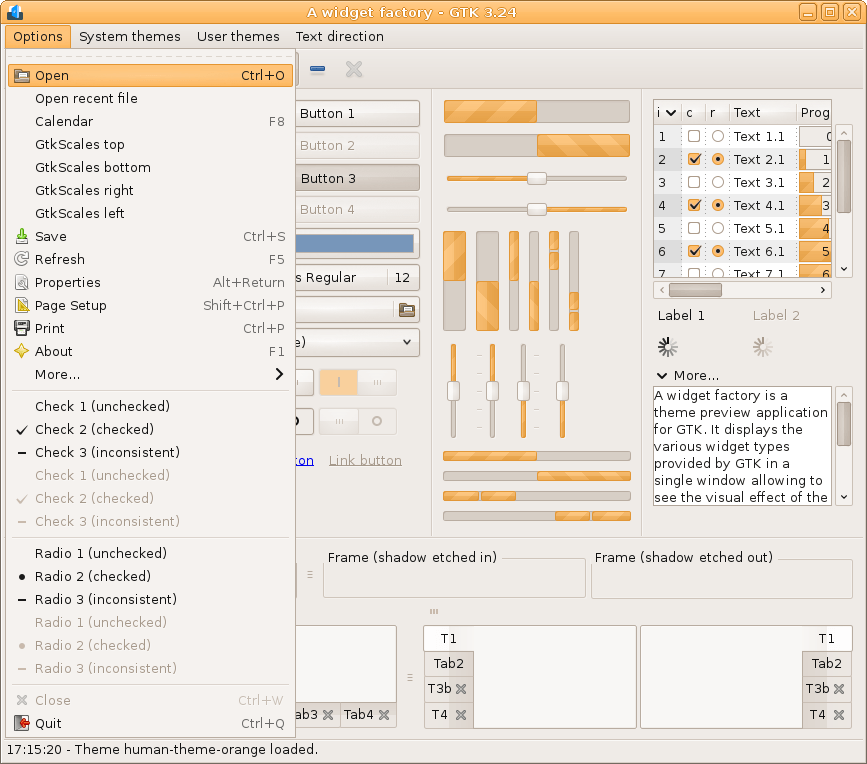 A widget factory - GTK 3.24
Options System themes User themes Text direction
Open Ctrl+O
Open recent file
Calendar F8
GtkScales top
GtkScales bottom
GtkScales right
GtkScales left
Save Ctrl+S
Refresh F5
Properties Alt+Return
Page Setup Shift+Ctrl+P
Print Ctrl+P
About F1
More...
Check 1 (unchecked)
Check 2 (checked)
Check 3 (inconsistent)
Check 1 (unchecked)
Check 2 (checked)
Check 3 (inconsistent)
Radio 1 (unchecked)
Radio 2 (checked)
Radio 3 (inconsistent)
Radio 1 (unchecked)
Radio 2 (checked)
Radio 3 (inconsistent)
Close Ctrl+W
Quit Ctrl+Q
Button 1
Button 2
Button 3
Button 4
s Regular 12
e)
on Link button
i c r Text Prog
1 Text 1.1 0
2 Text 2.1 1
3 Text 3.1 2
4 Text 4.1 3
5 Text 5.1 4
6 Text 6.1 5
7 Text 7.1 6
Label 1 Label 2
More...
A widget factory is a
theme preview application
for GTK. It displays the
various widget types
provided by GTK in a
single window allowing to
see the visual effect of the
Frame (shadow etched in) Frame (shadow etched out)
ab3 Tab4
T1
Tab2
T3b
T4
T1
Tab2
T3b
T4
17:15:20 - Theme human-theme-orange loaded.